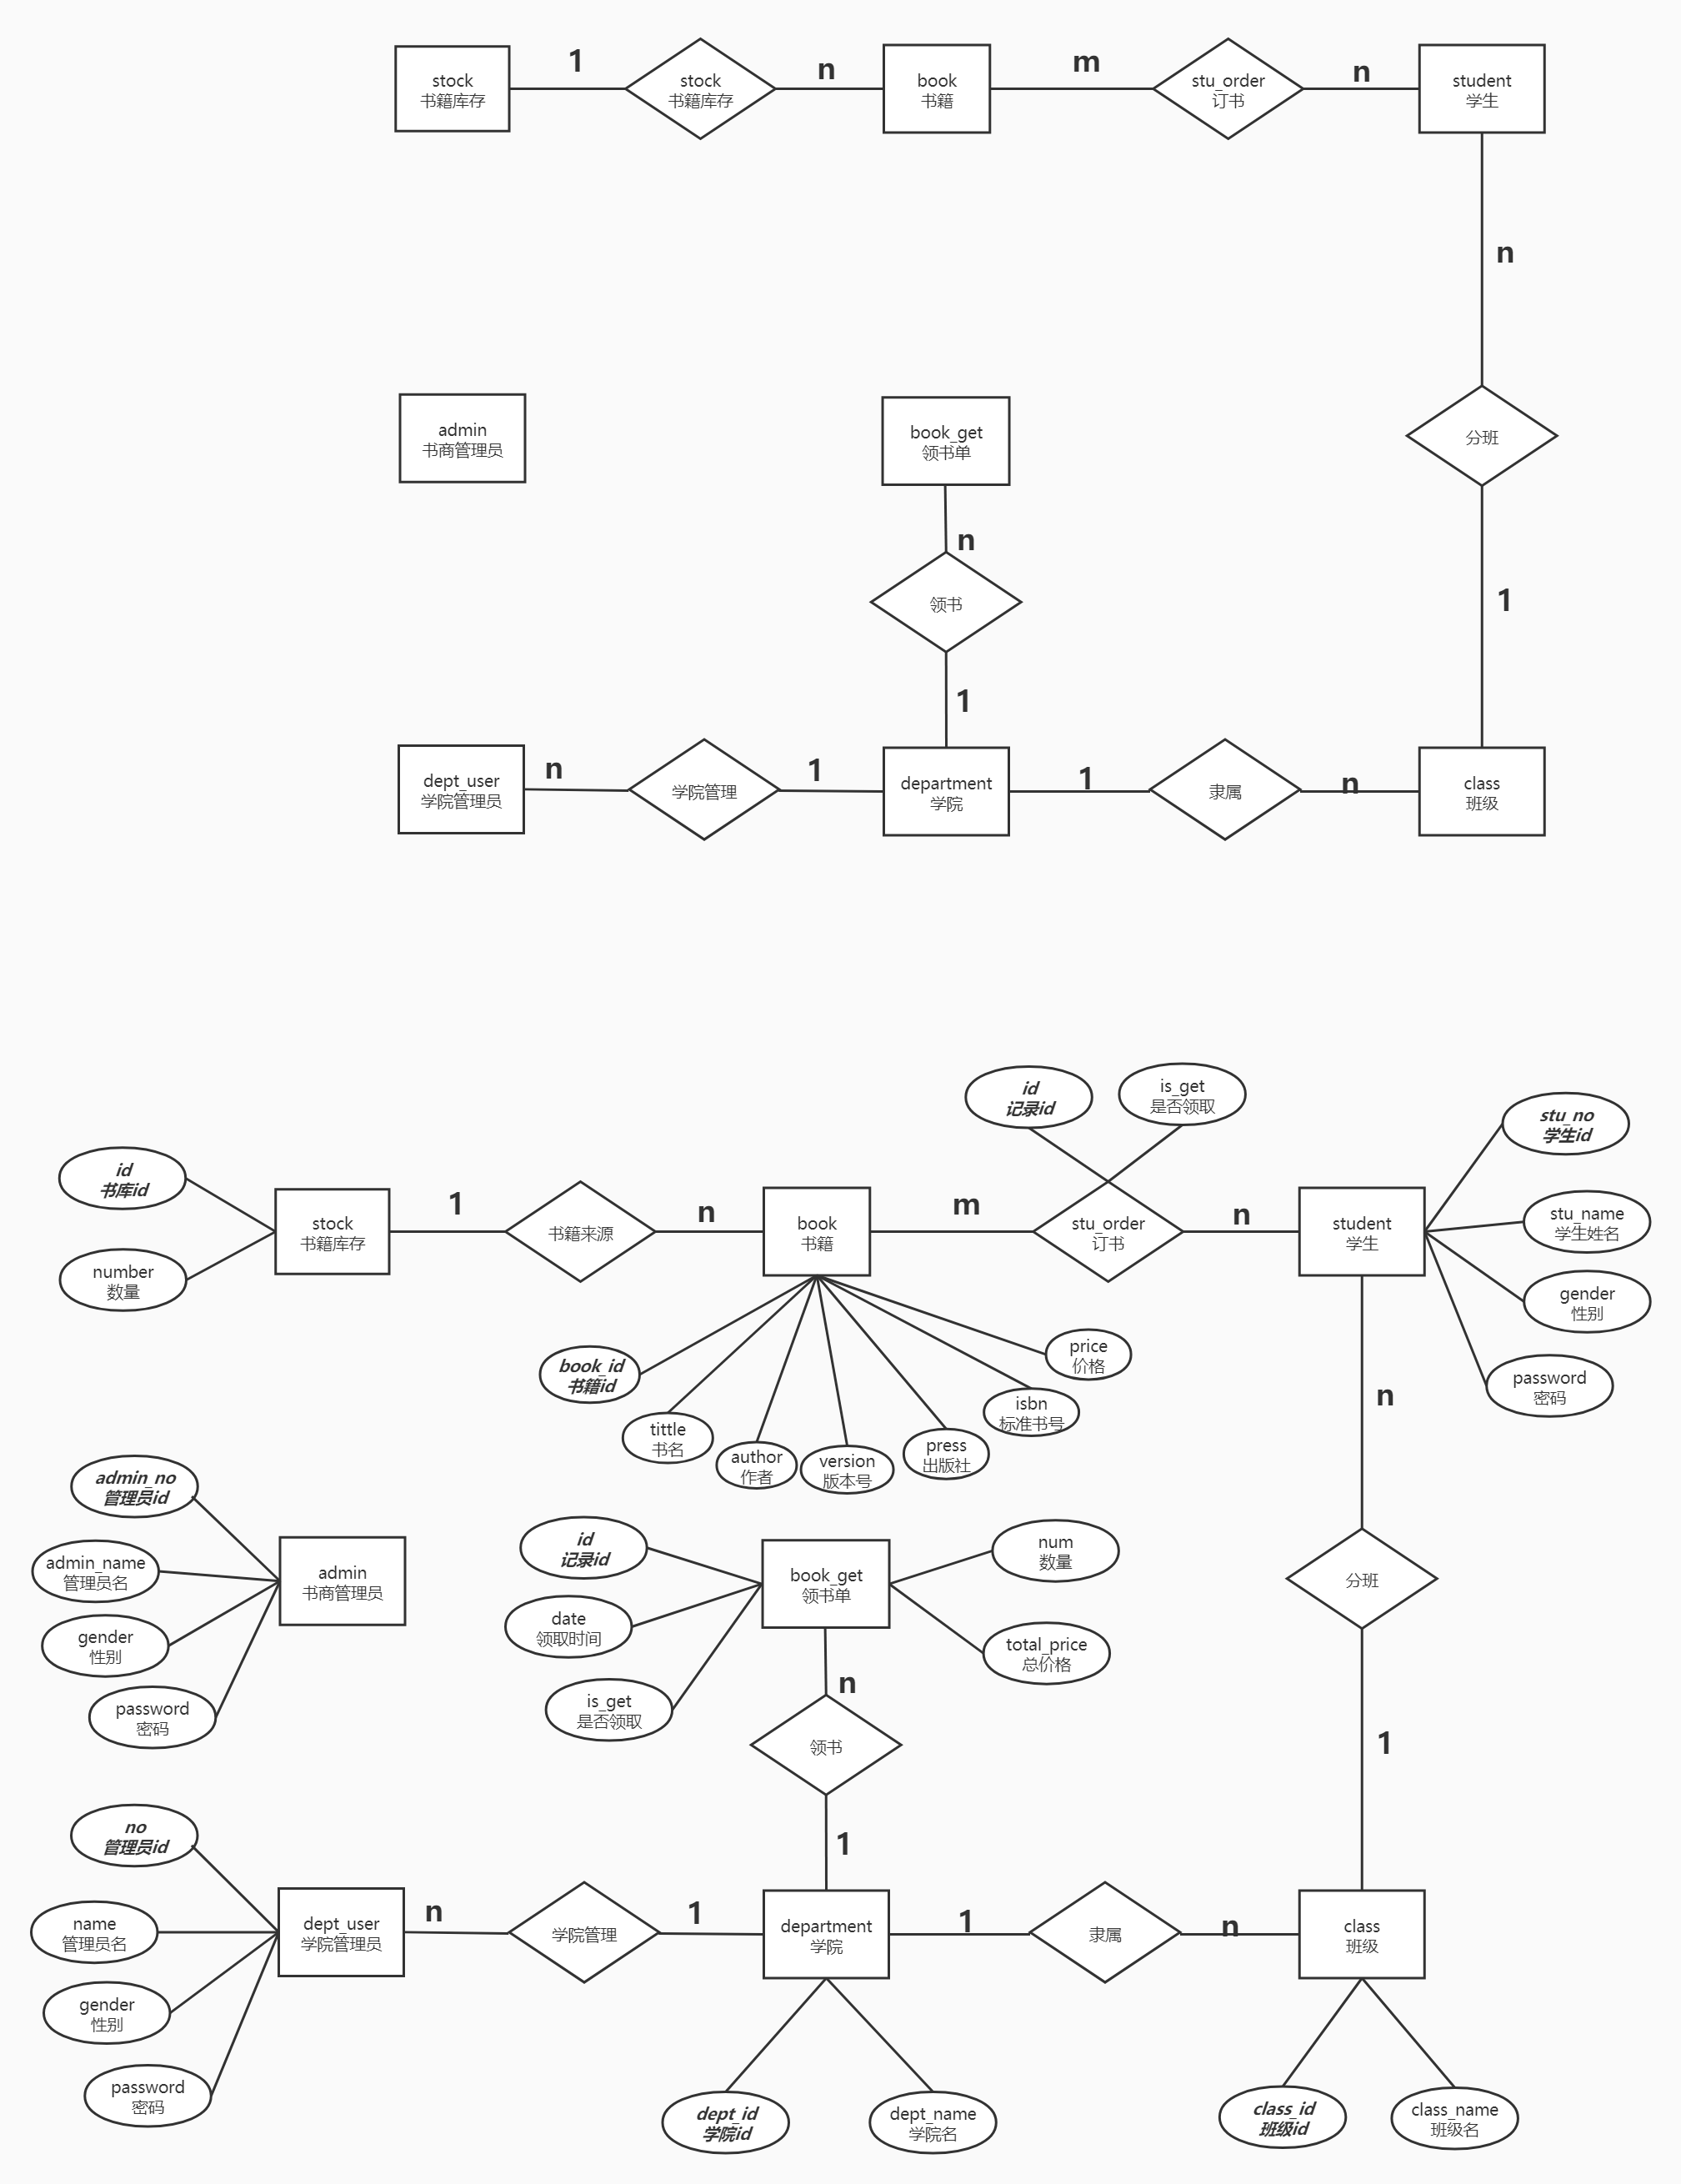 1
n
m
n
stock
书籍库存
stock
书籍库存
book
书籍
stu_order
订书
student
学生
n
admin
书商管理员
book_get
领书单
分班
n
领书
1
1
n
1
1
n
dept_user
学院管理员
学院管理
department
学院
隶属
class
班级
id
记录id
is_get
是否领取
stu_no
学生id
id
书库id
1
n
m
n
stock
书籍库存
书籍来源
book
书籍
stu_order
订书
student
学生
stu_name
学生姓名
number
数量
gender
性别
book_id
书籍id
price
价格
password
密码
n
tittle
书名
author
作者
version
版本号
press
出版社
isbn
标准书号
admin_no
管理员id
admin_name
管理员名
admin
书商管理员
gender
性别
password
密码
id
记录id
date
领取时间
is_get
是否领取
book_get
领书单
num
数量
total_price
总价格
分班
n
领书
1
1
no
管理员id
name
管理员名
n
1
1
n
dept_user
学院管理员
学院管理
department
学院
隶属
class
班级
gender
性别
password
密码
dept_id
学院id
dept_name
学院名
class_id
班级id
class_name
班级名